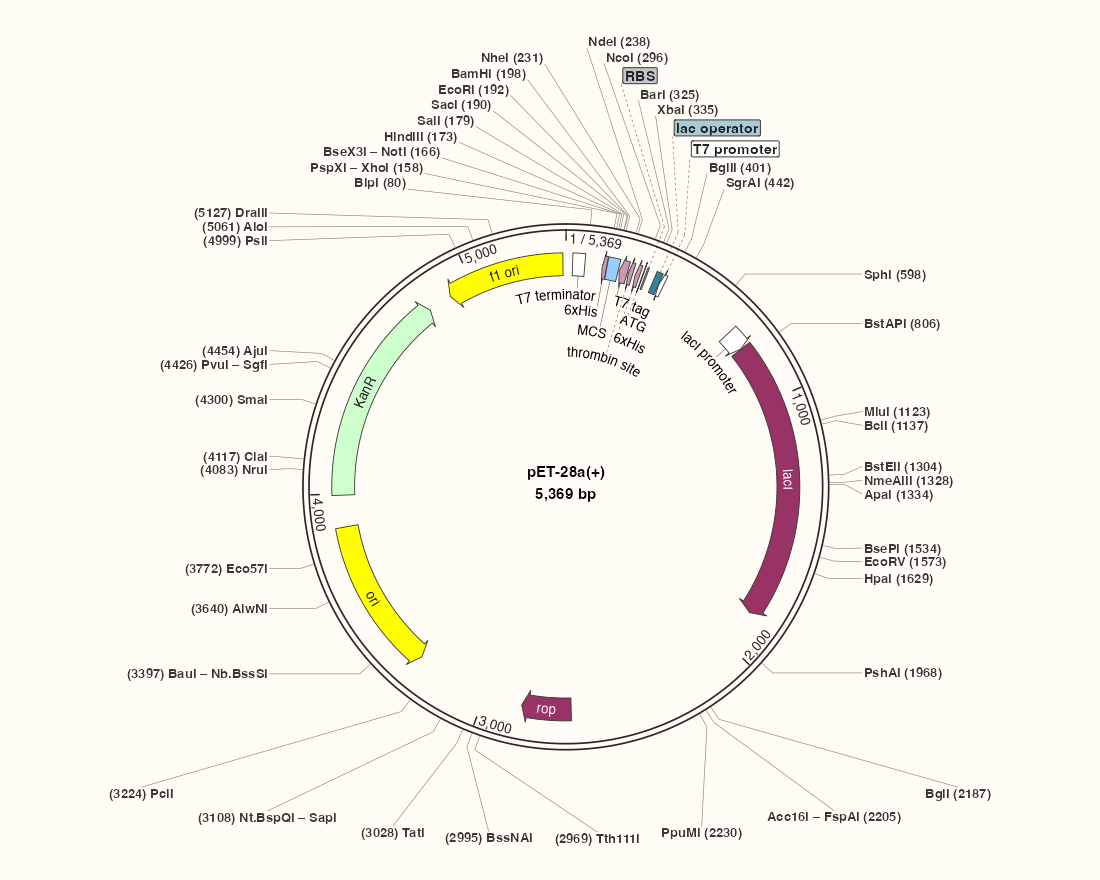 NdeI (238)
NcoI (296)
RBS
BarI (325)
XbaI (335)
lac operator
T7 promoter
BglII (401)
SgrAI (442)
NheI (231)
BamHI (198)
EcoRI (192)
SacI (190)
SalI (179)
HindIII (173)
BseX3I – NotI (166)
PspXI – XhoI (158)
BlpI (80)
(5127) DraIII
(5061) AloI
(4999) PsiI
SphI (598)
BstAPI (806)
MluI (1123)
BclI (1137)
BstEII (1304)
NmeAIII (1328)
ApaI (1334)
BsePI (1534)
EcoRV (1573)
HpaI (1629)
PshAI (1968)
BglI (2187)
Acc16I – FspAI (2205)
PpuMI (2230)
(2969) Tth111I
(2995) BssNAI
(3028) TatI
(3108) Nt.BspQI – SapI
(3224) PciI
(3397) BauI – Nb.BssSI
(3640) AlwNI
(3772) Eco57I
(4083) NruI
(4117) ClaI
(4300) SmaI
(4426) PvuI – SgfI
(4454) AjuI
1 / 5,369
1,000
2,000
3,000
4,000
5,000
f1 ori
T7 terminator
6xHis
MCS
thrombin site
T7 tag
ATG
6xHis
lacI promoter
lacI
rop
ori
KanR
pET-28a(+)
5,369 bp